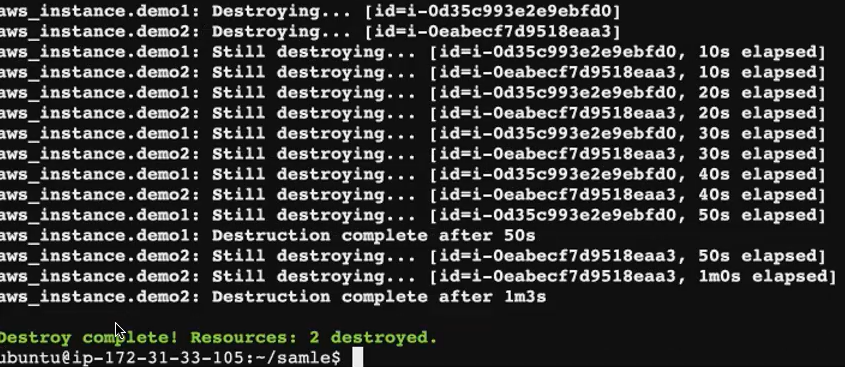 aws_instance.demo1: Destroying... [id=i-0d35c993e2e9ebfd0]
aws_instance.demo2: Destroying... [id=i-0eabecf7d9518eaa3]
aws_instance.demo1: Still destroying... [id=i-0d35c993e2e9ebfd0, 10s elapsed]
aws_instance.demo2: Still destroying... [id=i-0eabecf7d9518eaa3, 10s elapsed]
aws_instance.demo1: Still destroying... [id=i-0d35c993e2e9ebfd0, 20s elapsed]
aws_instance.demo2: Still destroying... [id=i-0eabecf7d9518eaa3, 20s elapsed]
aws_instance.demo1: Still destroying... [id=i-0d35c993e2e9ebfd0, 30s elapsed]
aws_instance.demo2: Still destroying... [id=i-0eabecf7d9518eaa3, 30s elapsed]
aws_instance.demo1: Still destroying... [id=i-0d35c993e2e9ebfd0, 40s elapsed]
aws_instance.demo2: Still destroying... [id=i-0eabecf7d9518eaa3, 40s elapsed]
aws_instance.demo1: Still destroying... [id=i-0d35c993e2e9ebfd0, 50s elapsed]
aws_instance.demo1: Destruction complete after 50s
aws_instance.demo2: Still destroying... [id=i-0eabecf7d9518eaa3, 50s elapsed]
aws_instance.demo2: Still destroying... [id=i-0eabecf7d9518eaa3, 1m0s elapsed]
aws_instance.demo2: Destruction complete after 1m3s
Destroy complete! Resources: 2 destroyed.
ubuntu@ip-172-31-33-105:~/samle$